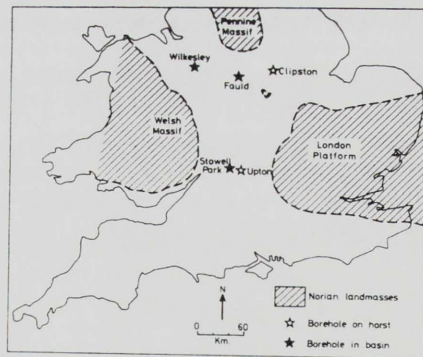 Pennine
Massif
Wilkesley
Clipston
Fauld
Welsh
Massif
London
Platform
Stowell
Park
Upton
N
0 60
Km.
Norian landmasses
Borehole on horst
Borehole in basin